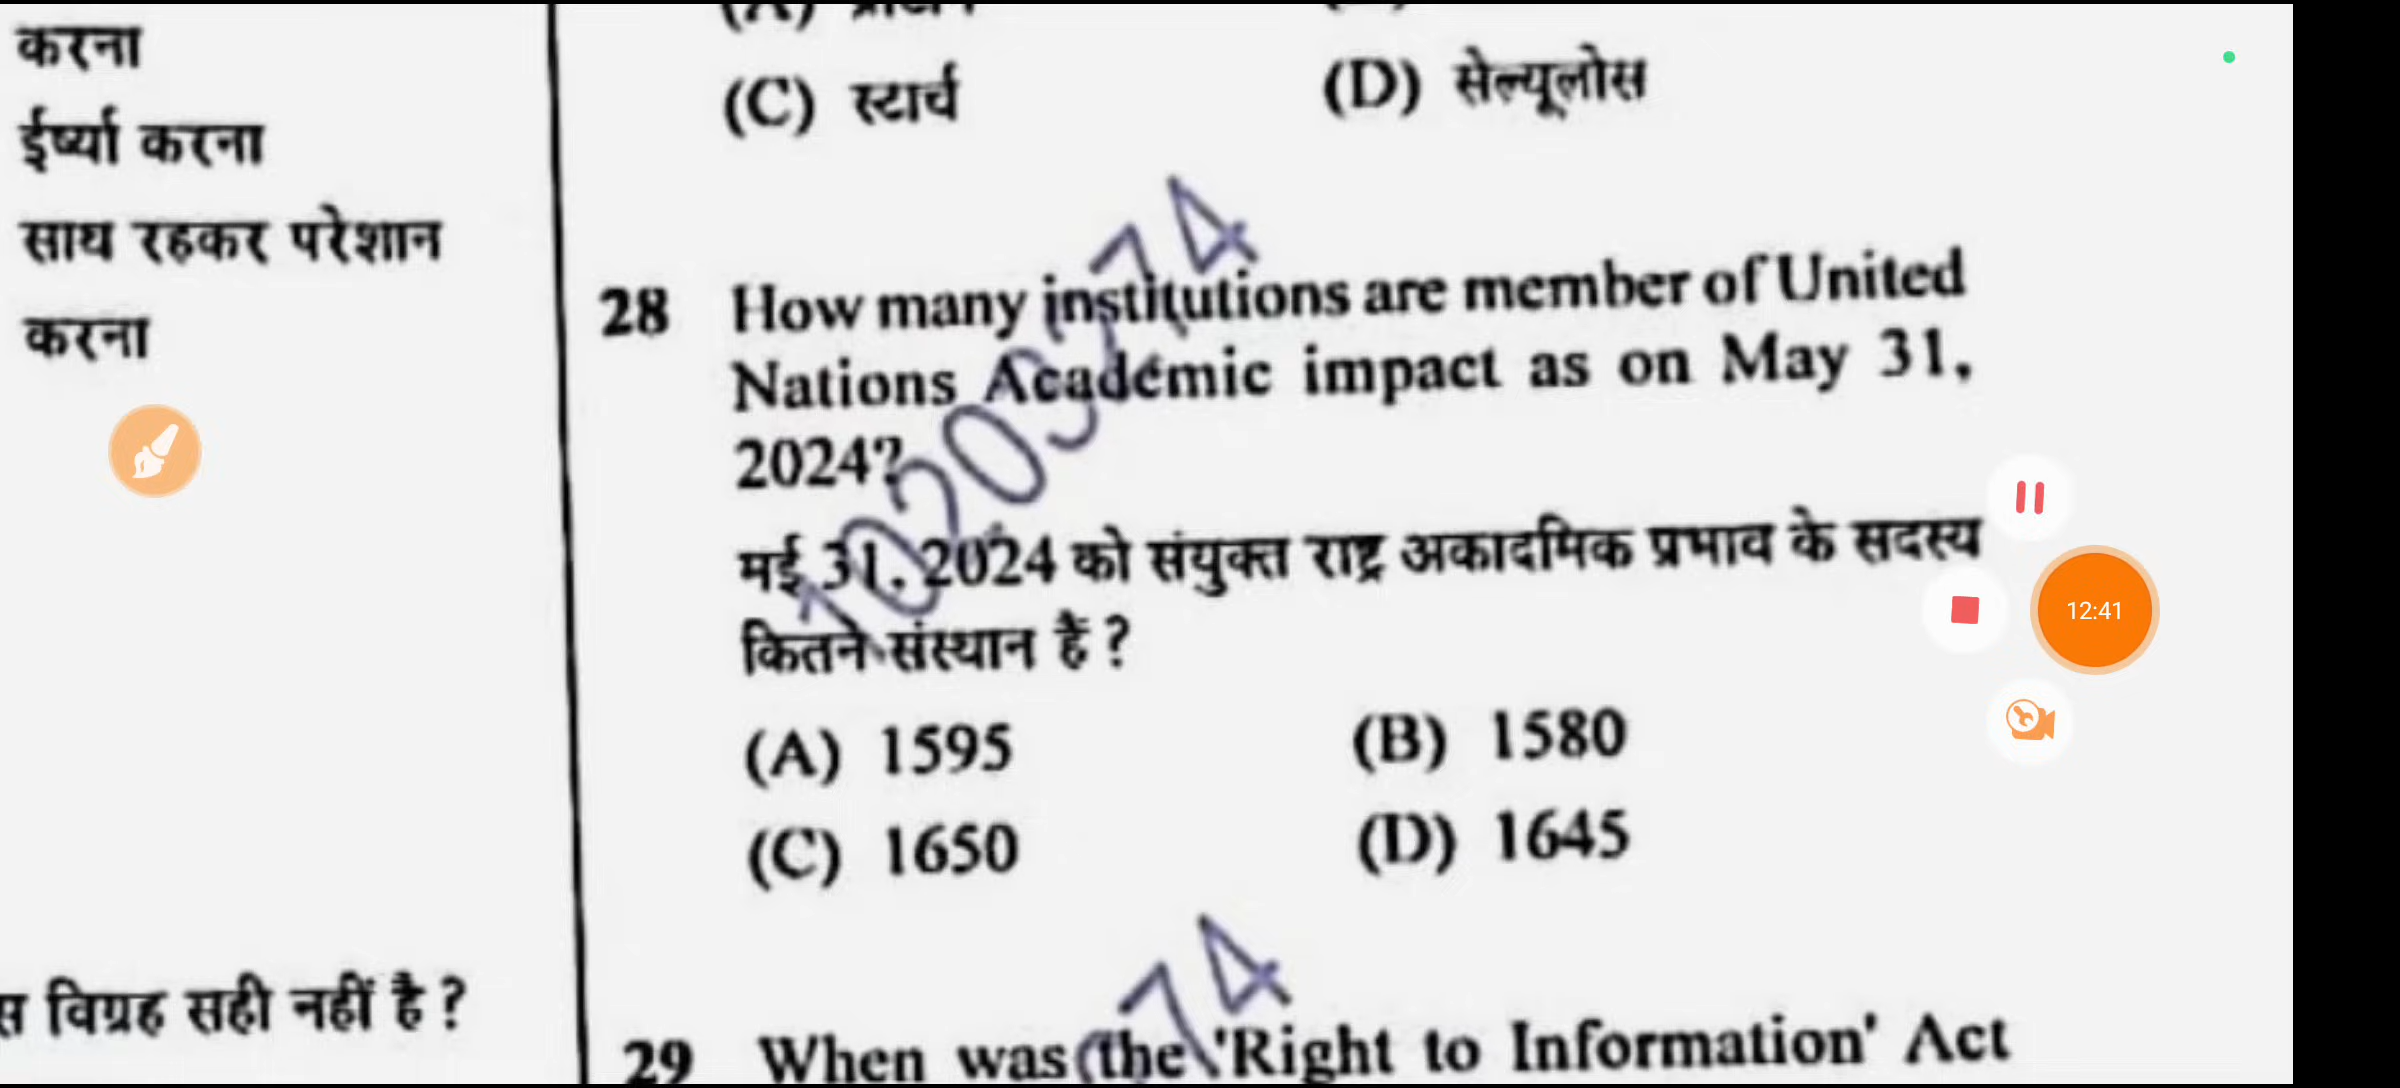 करना
ईर्ष्या करना
साथ रहकर परेशान
करना
स विग्रह सही नहीं है ?
(C) स्टार्च (D) सेल्यूलोस
28 How many institutions are member of United
Nations Academic impact as on May 31,
2024?
मई 31, 2024 को संयुक्त राष्ट्र अकादमिक प्रभाव के सदस्य
कितने संस्थान हैं ?
(A) 1595 (B) 1580
(C) 1650 (D) 1645
29 When was the 'Right to Information' Act
12:41